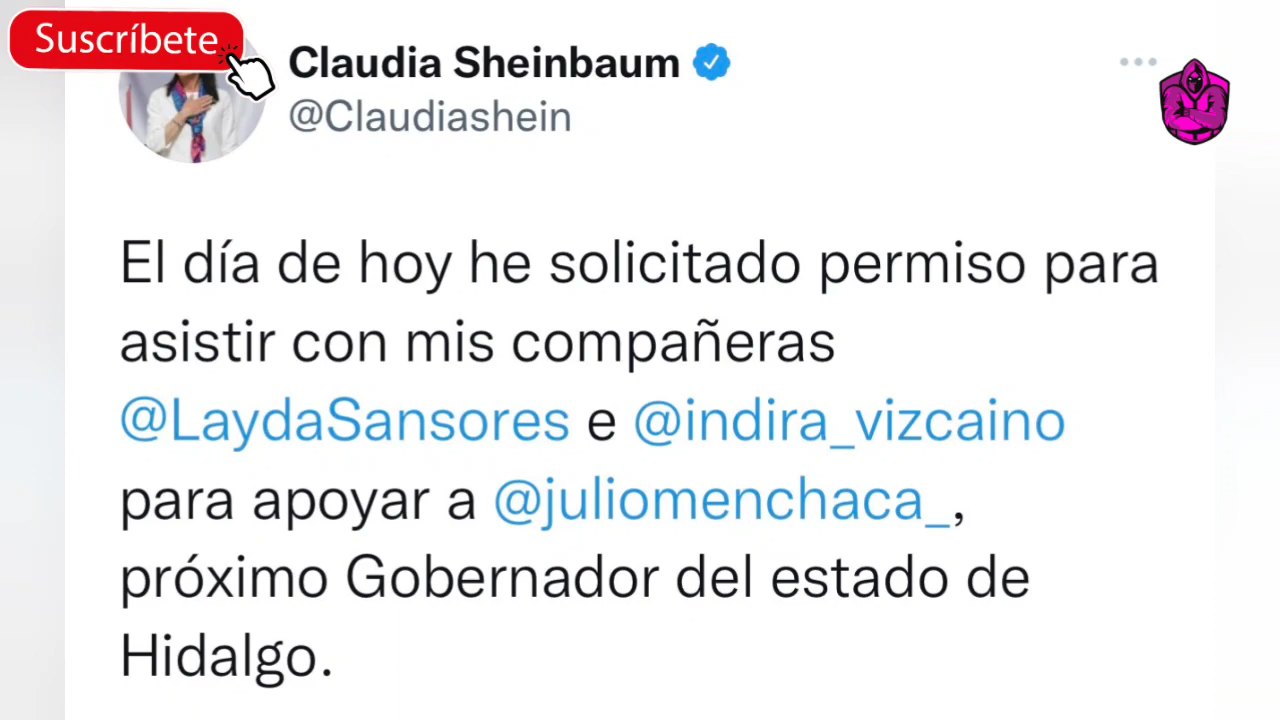 Suscríbete
Claudia Sheinbaum
@Claudiashein
El día de hoy he solicitado permiso para
asistir con mis compañeras
@LaydaSansores e @indira_vizcaino
para apoyar a @juliomenchaca_,
próximo Gobernador del estado de
Hidalgo.